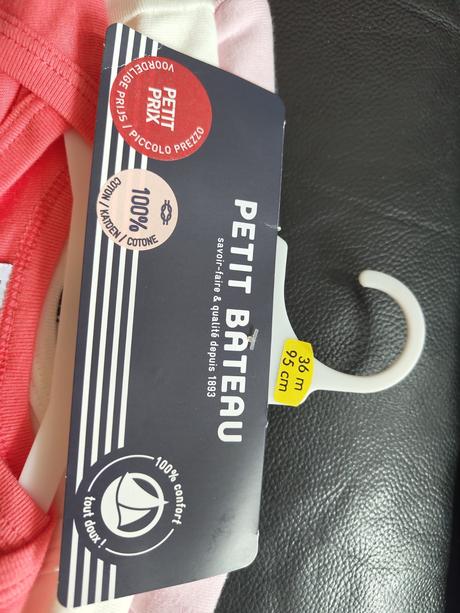 36 m
95 cm
PETIT BATEAU
savoir-faire & qualité depuis 1893
PETIT
PRIX
VOORDELIGE PRIJS / PICCOLO PREZZO
100%
COTON / KATOEN / COTONE
100% confort
tout doux !